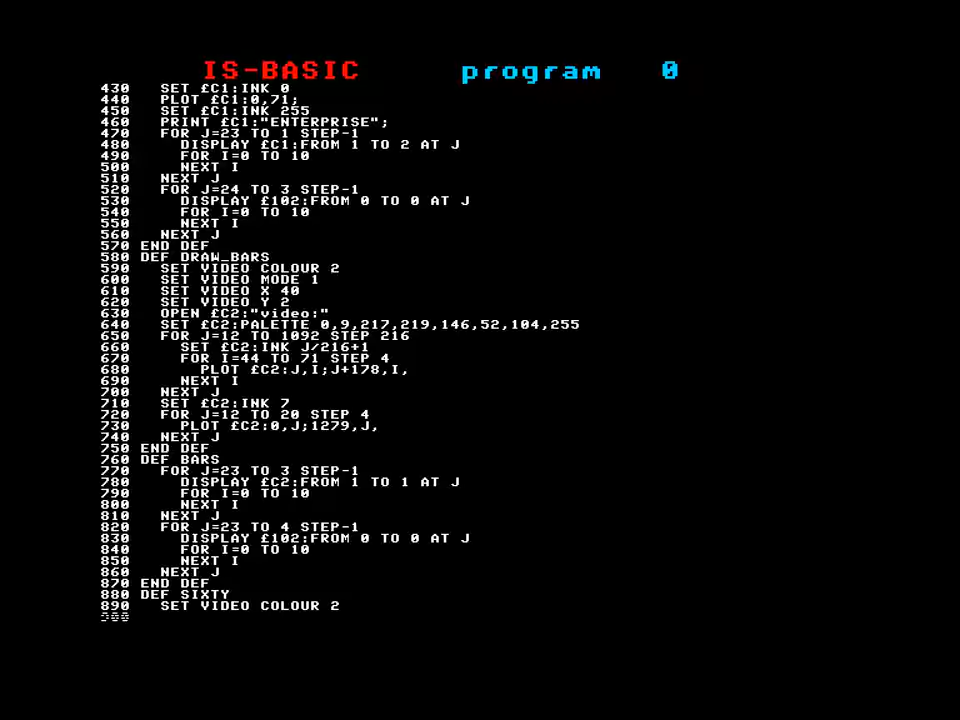 IS-BASIC program 0
430 SET £C1:INK 0
440 PLOT £C1:0,71;
450 SET £C1:INK 255
460 PRINT £C1:"ENTERPRISE";
470 FOR J=23 TO 1 STEP-1
480 DISPLAY £C1:FROM 1 TO 2 AT J
490 FOR I=0 TO 10
500 NEXT I
510 NEXT J
520 FOR J=24 TO 3 STEP-1
530 DISPLAY £102:FROM 0 TO 0 AT J
540 FOR I=0 TO 10
550 NEXT I
560 NEXT J
570 END DEF
580 DEF DRAW_BARS
590 SET VIDEO COLOUR 2
600 SET VIDEO MODE 1
610 SET VIDEO X 40
620 SET VIDEO Y 2
630 OPEN £C2:"video:"
640 SET £C2:PALETTE 0,9,217,219,146,52,104,255
650 FOR J=12 TO 1092 STEP 216
660 SET £C2:INK J/216+1
670 FOR I=44 TO 71 STEP 4
680 PLOT £C2:J,I;J+178,I,
690 NEXT I
700 NEXT J
710 SET £C2:INK 7
720 FOR J=12 TO 20 STEP 4
730 PLOT £C2:0,J;1279,J,
740 NEXT J
750 END DEF
760 DEF BARS
770 FOR J=23 TO 3 STEP-1
780 DISPLAY £C2:FROM 1 TO 1 AT J
790 FOR I=0 TO 10
800 NEXT I
810 NEXT J
820 FOR J=23 TO 4 STEP-1
830 DISPLAY £102:FROM 0 TO 0 AT J
840 FOR I=0 TO 10
850 NEXT I
860 NEXT J
870 END DEF
880 DEF SIXTY
890 SET VIDEO COLOUR 2